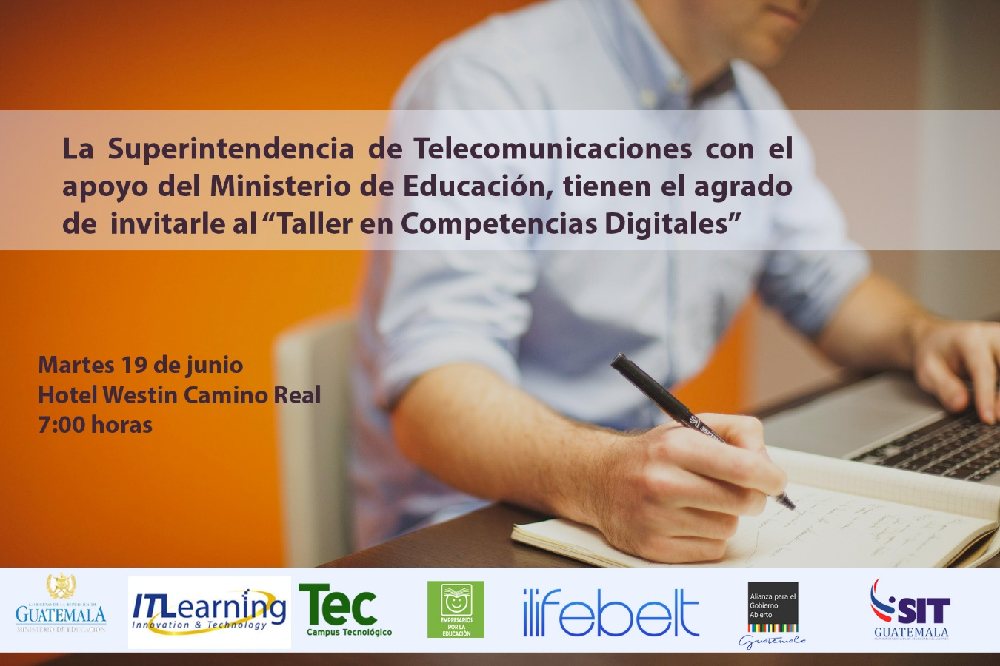 La Superintendencia de Telecomunicaciones con el
apoyo del Ministerio de Educación, tienen el agrado
de invitarle al “Taller en Competencias Digitales”
Martes 19 de junio
Hotel Westin Camino Real
7:00 horas
GOBIERNO DE LA REPÚBLICA DE
GUATEMALA
MINISTERIO DE EDUCACIÓN
ITLearning
Innovation & Technology
Tec
Campus Tecnológico
EMPRESARIOS
POR LA
EDUCACIÓN
ilifebelt
Alianza para el
Gobierno
Abierto
Guatemala
SIT
GUATEMALA
SUPERINTENDENCIA DE TELECOMUNICACIONES